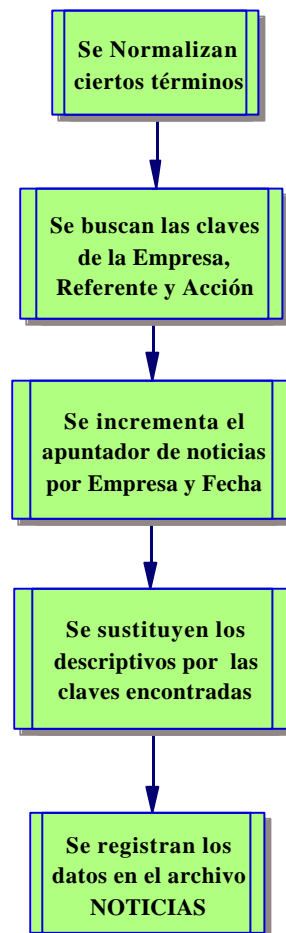 Se Normalizan
ciertos términos
Se buscan las claves
de la Empresa,
Referente y Acción
Se incrementa el
apuntador de noticias
por Empresa y Fecha
Se sustituyen los
descriptivos por las
claves encontradas
Se registran los
datos en el archivo
NOTICIAS